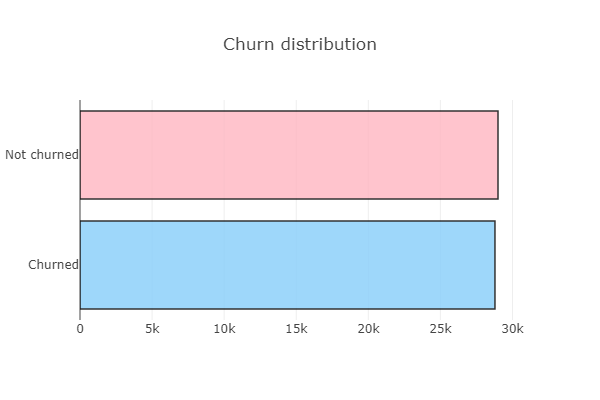 Churn distribution
Not churned
Churned
0 5k 10k 15k 20k 25k 30k